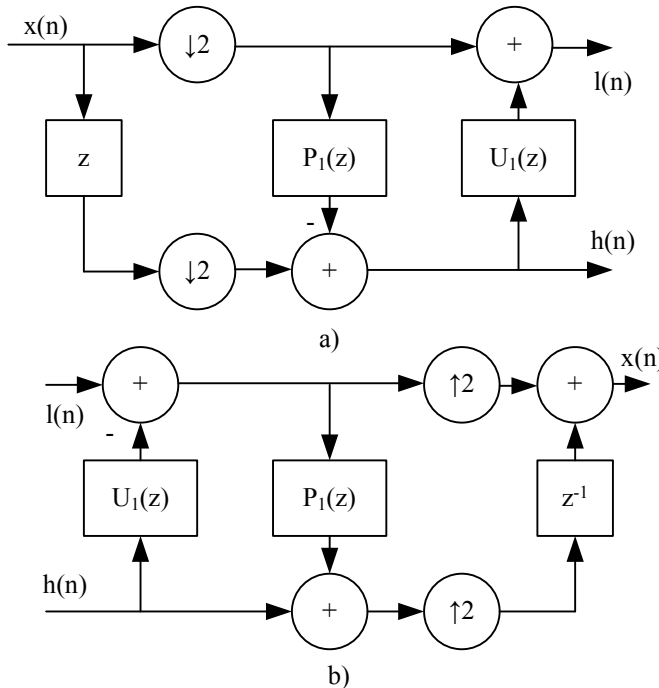 x(n)
↓2
+
l(n)
z
P₁(z)
U₁(z)
-
h(n)
↓2
+
a)
x(n)
+
↑2
+
l(n)
-
U₁(z)
P₁(z)
z⁻¹
h(n)
+
↑2
b)